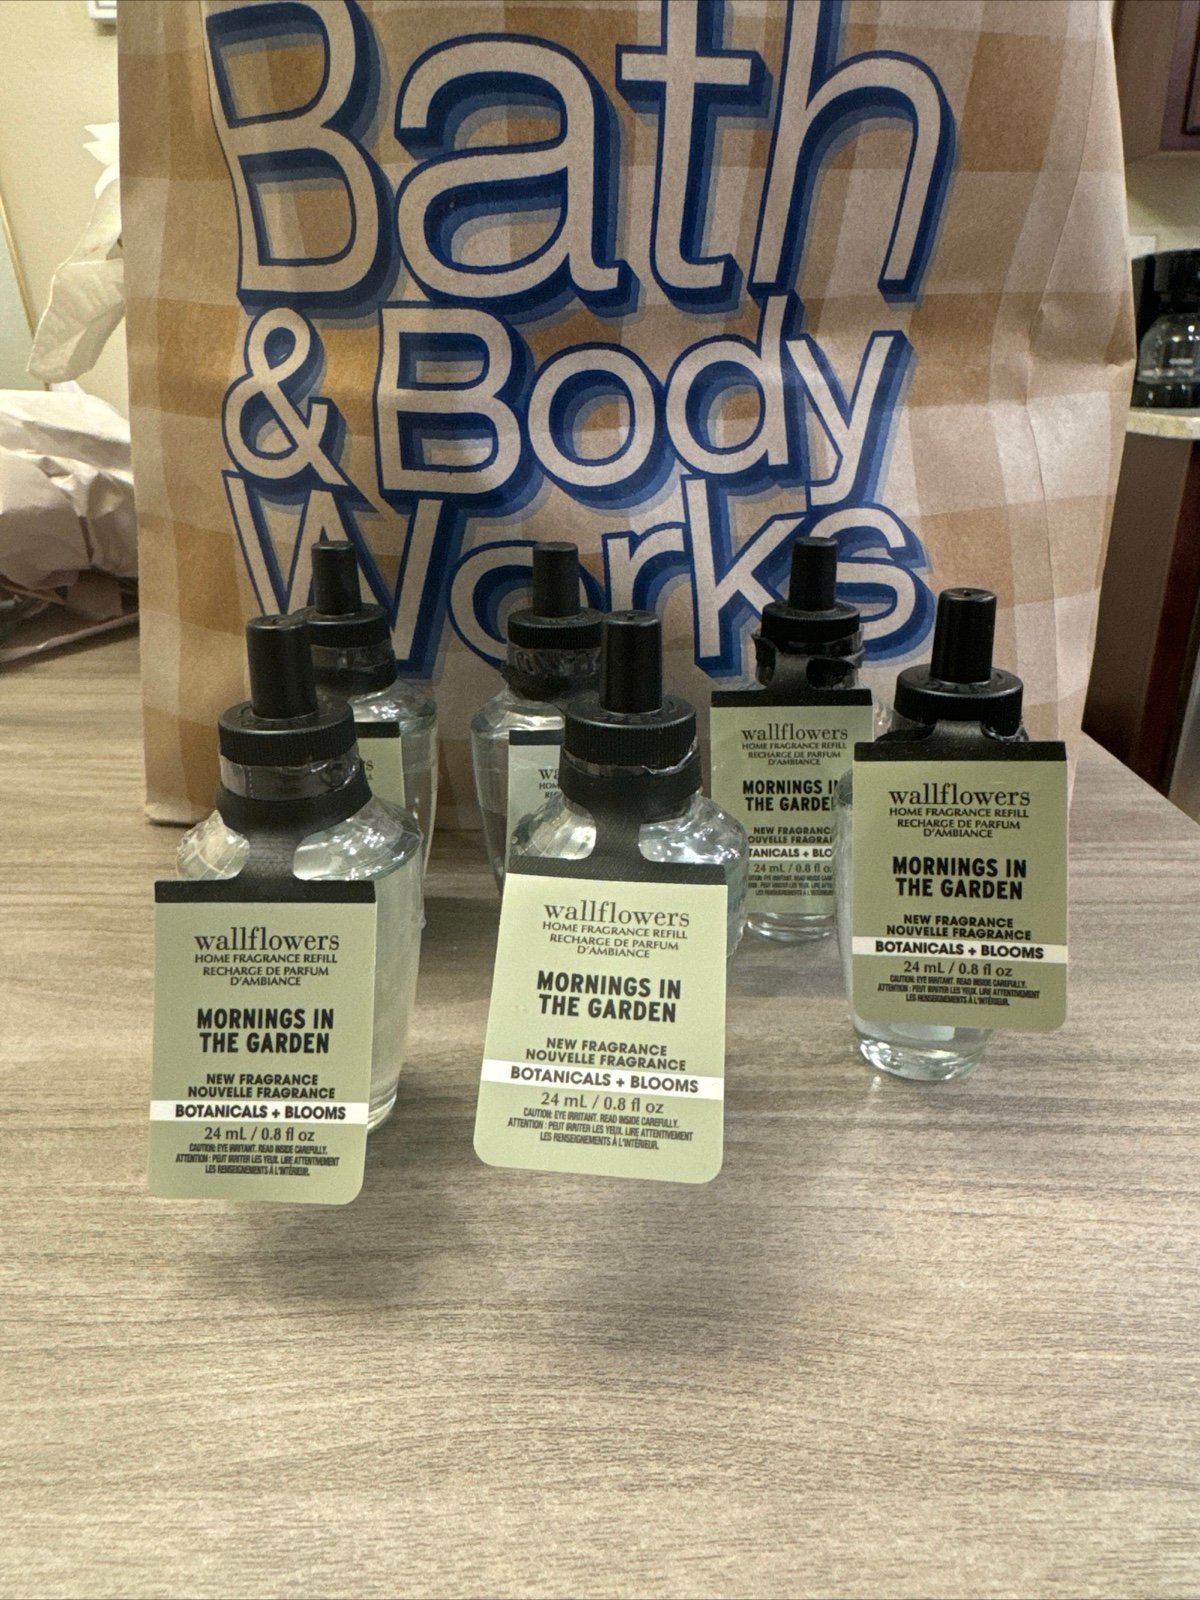 Bath
& Body
Works
wallflowers
HOME FRAGRANCE REFILL
RECHARGE DE PARFUM
D'AMBIANCE
MORNINGS IN
THE GARDEN
NEW FRAGRANCE
NOUVELLE FRAGRANCE
BOTANICALS + BLOOMS
24 mL / 0.8 fl oz
CAUTION: EYE IRRITANT. READ INSIDE CAREFULLY.
ATTENTION : PEUT IRRITER LES YEUX. LIRE ATTENTIVEMENT
LES RENSEIGNEMENTS À L'INTÉRIEUR.
wallflowers
HOME FRAGRANCE REFILL
RECHARGE DE PARFUM
D'AMBIANCE
MORNINGS IN
THE GARDEN
NEW FRAGRANCE
NOUVELLE FRAGRANCE
BOTANICALS + BLOOMS
24 mL / 0.8 fl oz
CAUTION: EYE IRRITANT. READ INSIDE CAREFULLY.
ATTENTION : PEUT IRRITER LES YEUX. LIRE ATTENTIVEMENT
LES RENSEIGNEMENTS À L'INTÉRIEUR.
wallflowers
HOME FRAGRANCE REFILL
RECHARGE DE PARFUM
D'AMBIANCE
MORNINGS IN
THE GARDEN
NEW FRAGRANCE
24 mL / 0.8 fl oz
wallflowers
HOME FRAGRANCE REFILL
RECHARGE DE PARFUM
D'AMBIANCE
MORNINGS IN
THE GARDEN
NEW FRAGRANCE
NOUVELLE FRAGRANCE
BOTANICALS + BLOOMS
24 mL / 0.8 fl oz
CAUTION: EYE IRRITANT. READ INSIDE CAREFULLY.
ATTENTION : PEUT IRRITER LES YEUX. LIRE ATTENTIVEMENT
LES RENSEIGNEMENTS À L'INTÉRIEUR.